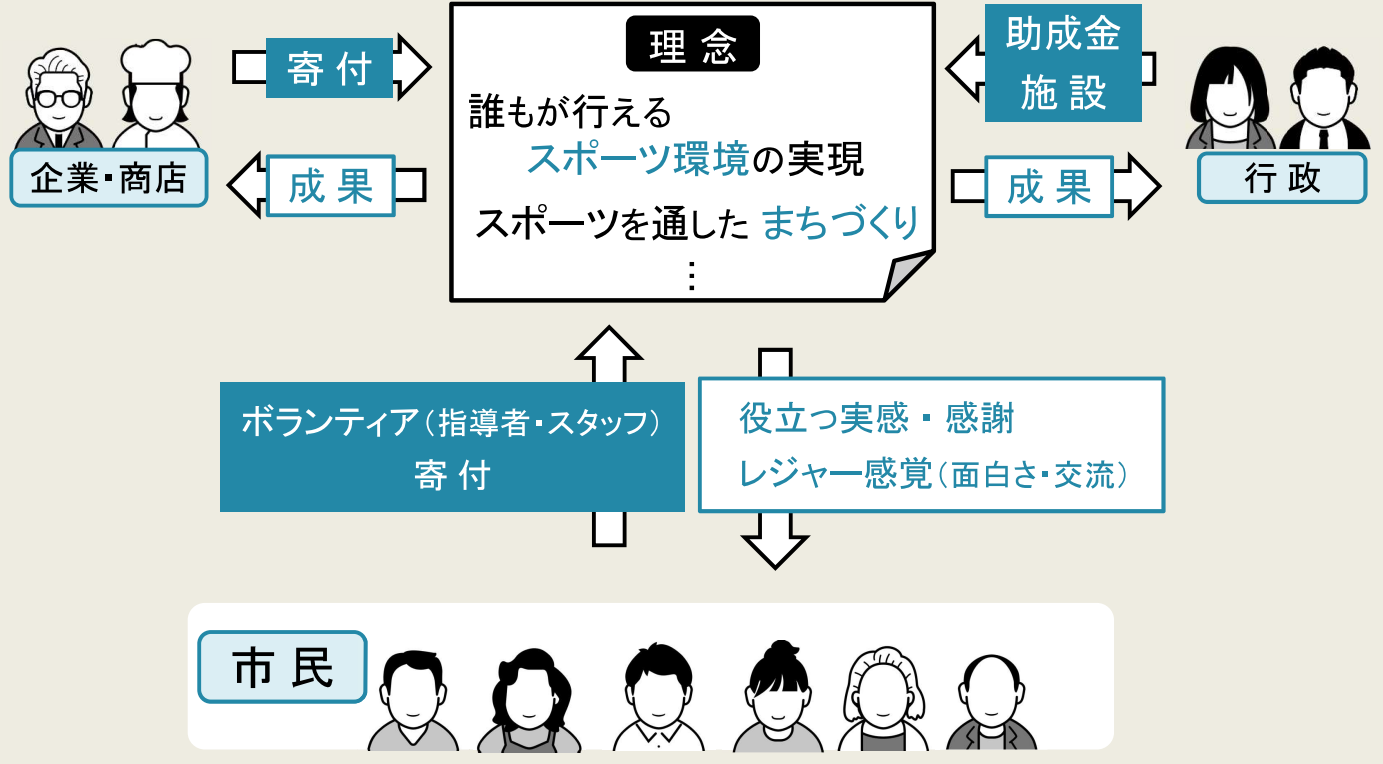 理念
誰もが行える
スポーツ環境の実現
スポーツを通した まちづくり
⋮
寄付
成果
企業・商店
助成金
施設
成果
行政
ボランティア(指導者・スタッフ)
寄付
役立つ実感・感謝
レジャー感覚(面白さ・交流)
市民